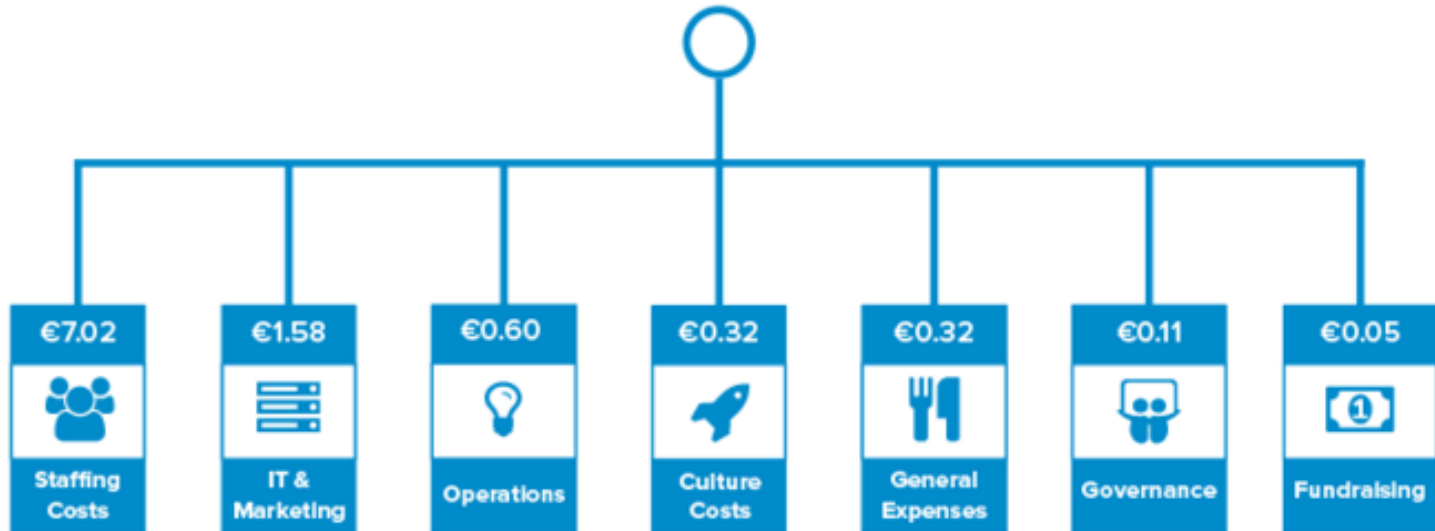 €7.02
€1.58
€0.60
€0.32
€0.32
€0.11
€0.05
1
Staffing
Costs
IT &
Marketing
Operations
Culture
Costs
General
Expenses
Governance
Fundraising